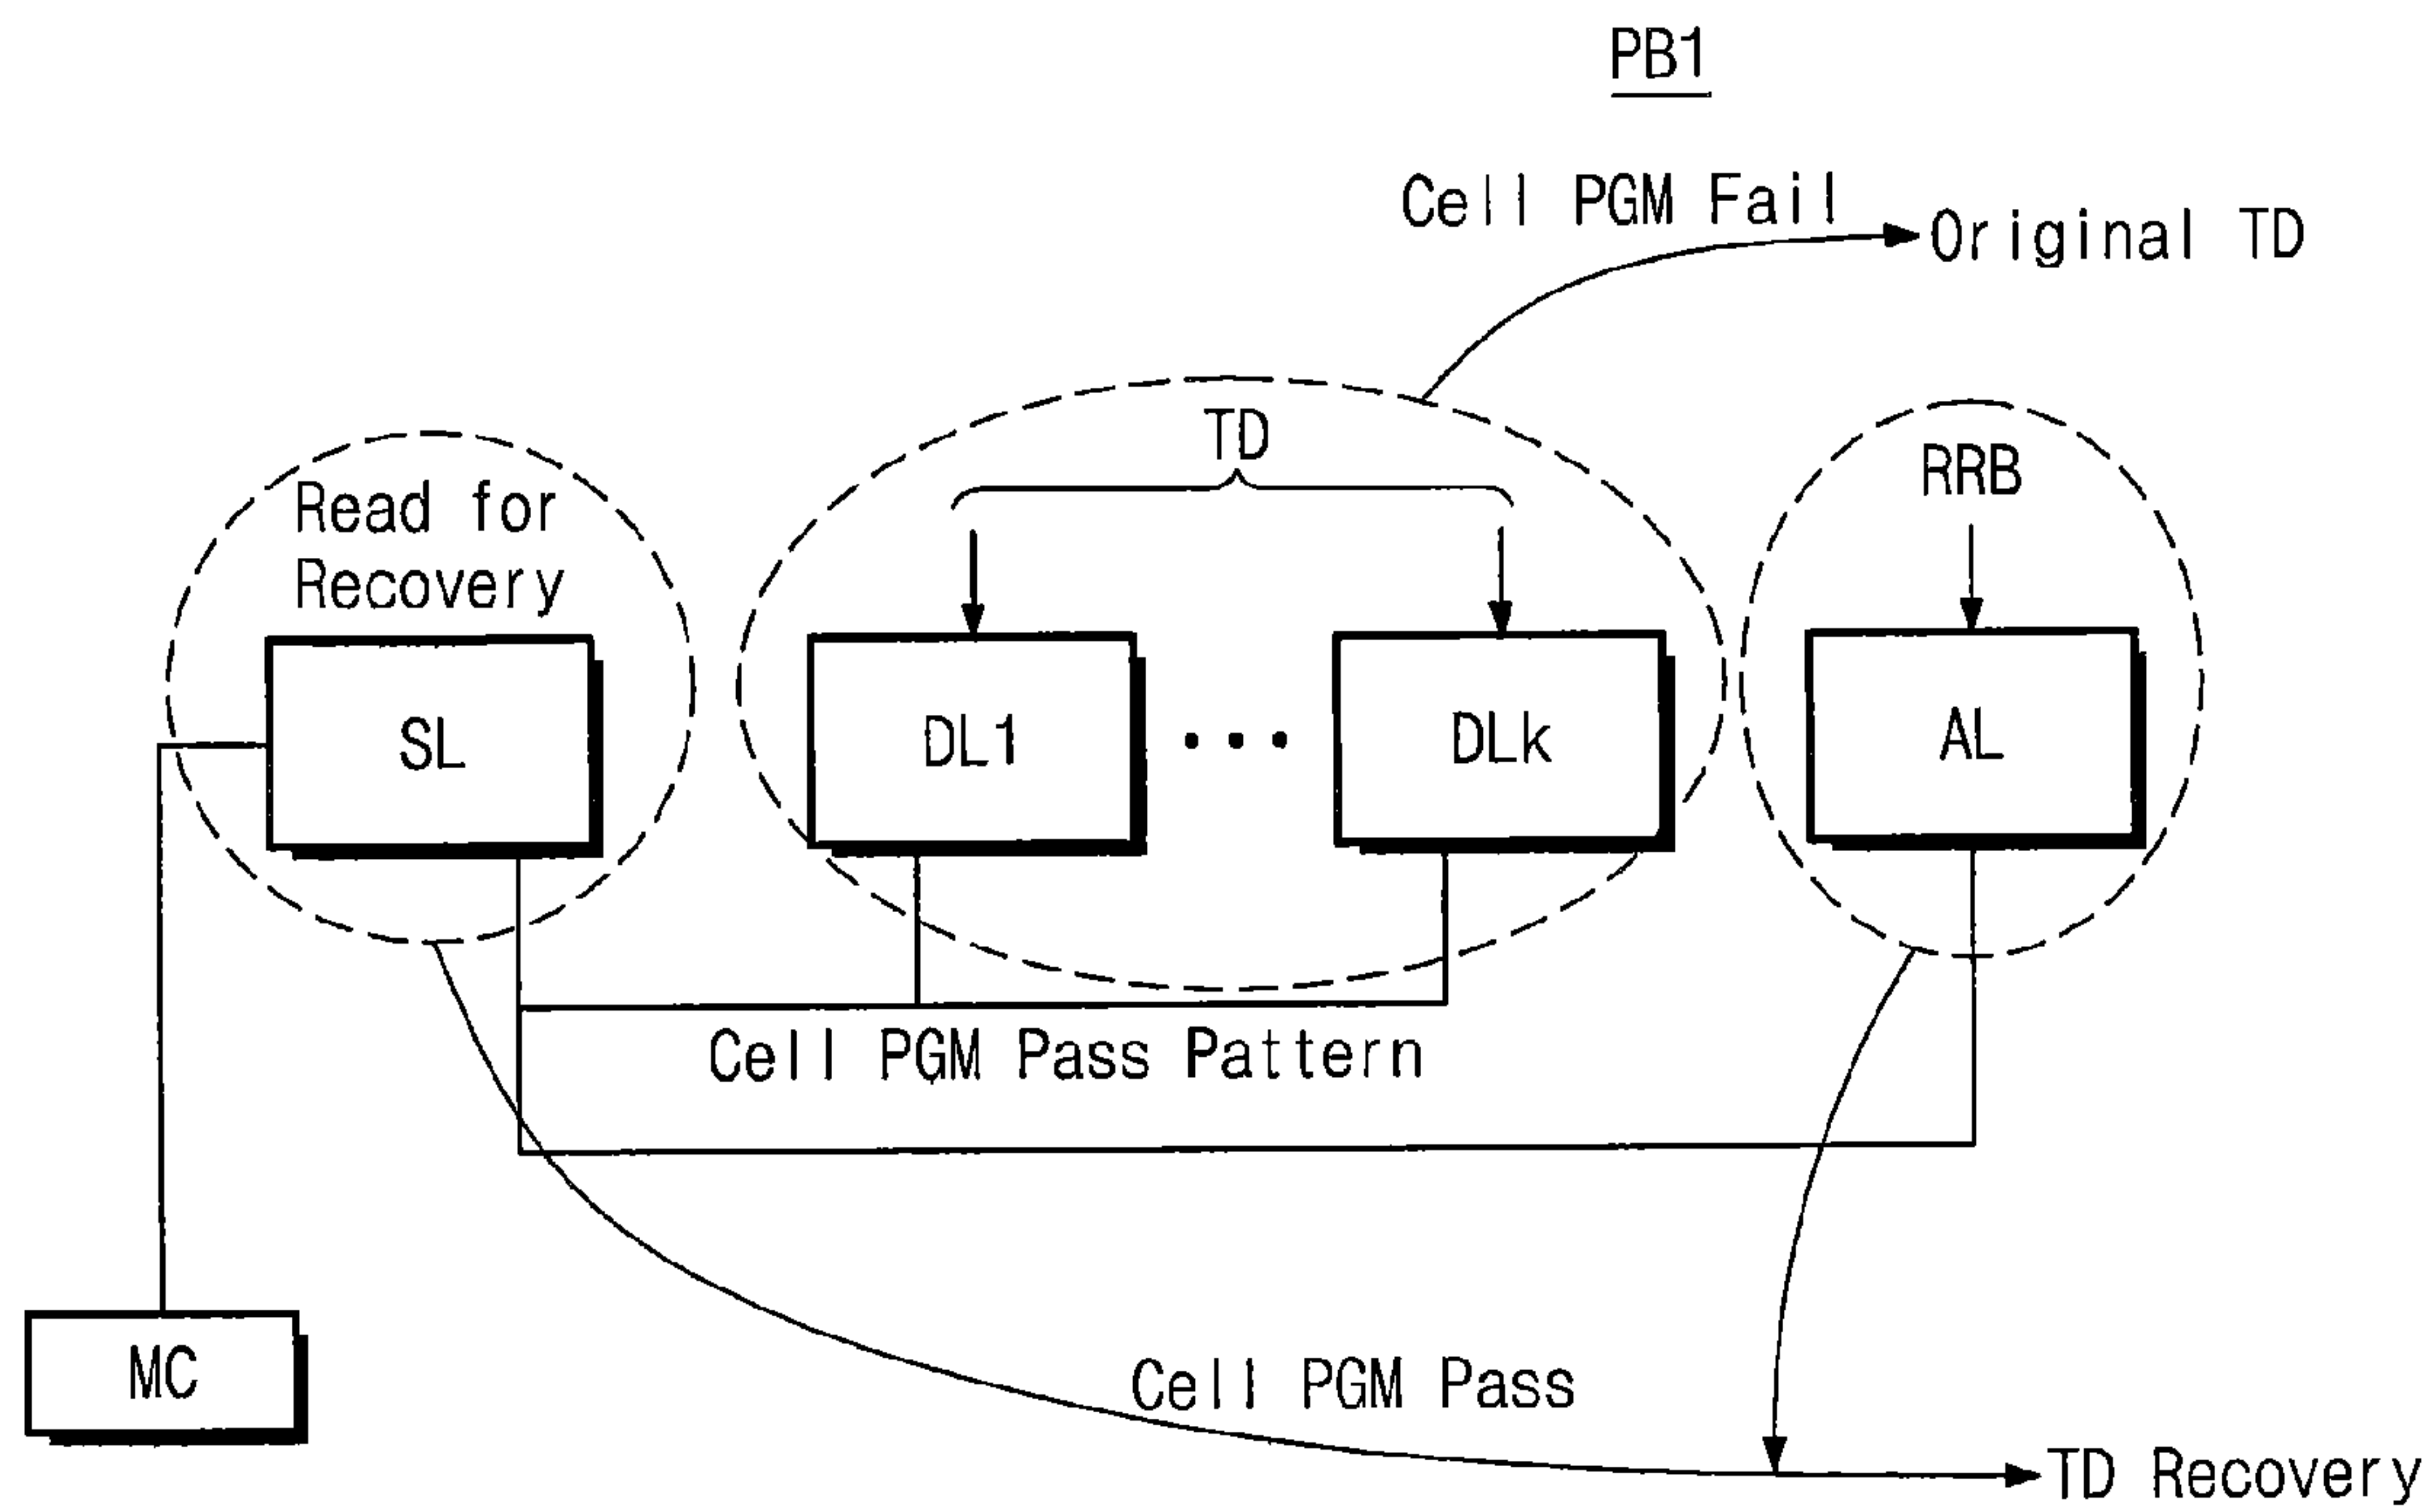 PB1
Cell PGM Fail
Original TD
TD
RRB
Read for
Recovery
SL
DL1
DLk
AL
Cell PGM Pass Pattern
MC
Cell PGM Pass
TD Recovery